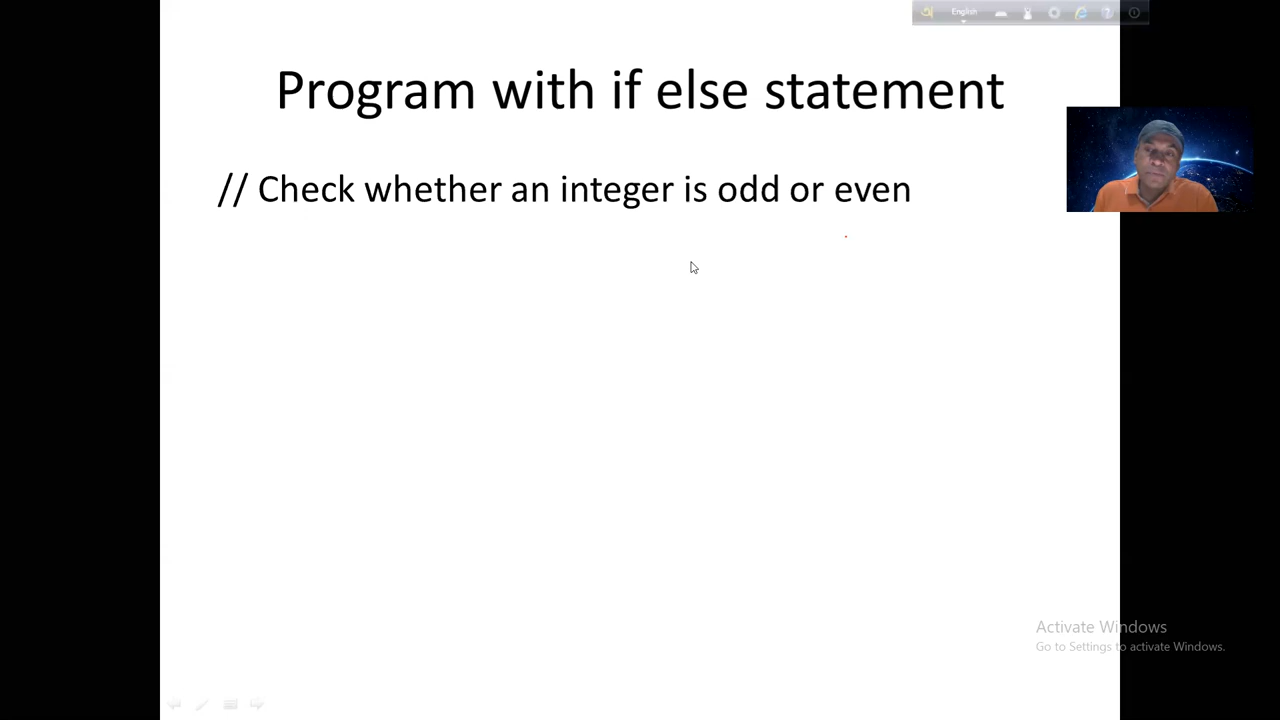 English
Program with if else statement
// Check whether an integer is odd or even
Activate Windows
Go to Settings to activate Windows.